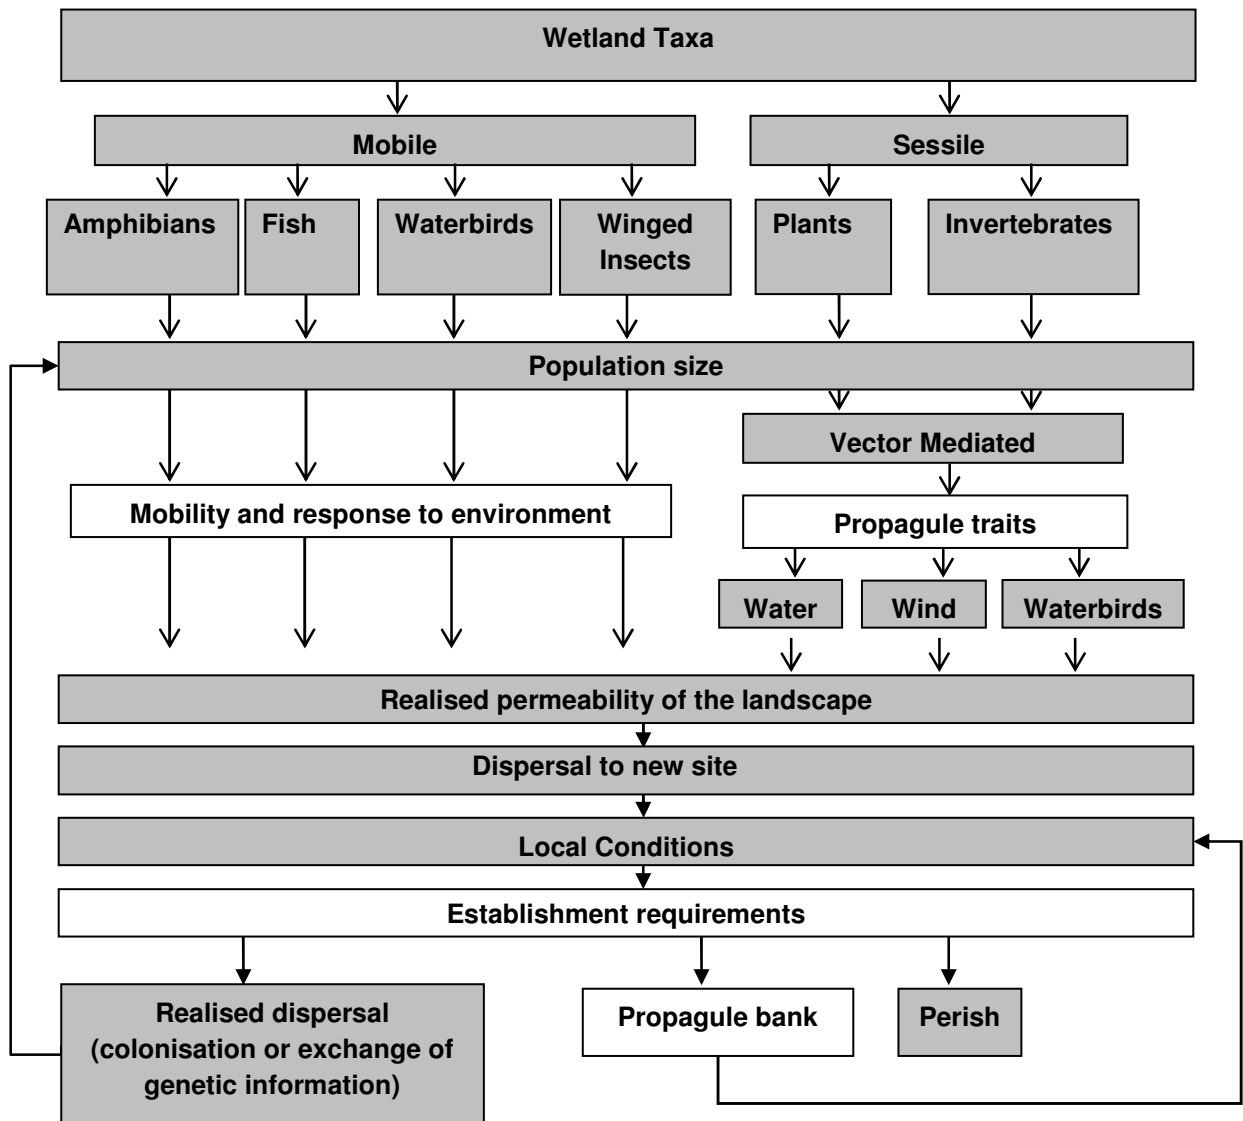 Wetland Taxa
Mobile
Sessile
Amphibians
Fish
Waterbirds
Winged
Insects
Plants
Invertebrates
Population size
Vector Mediated
Mobility and response to environment
Propagule traits
Water
Wind
Waterbirds
Realised permeability of the landscape
Dispersal to new site
Local Conditions
Establishment requirements
Realised dispersal
(colonisation or exchange of
genetic information)
Propagule bank
Perish